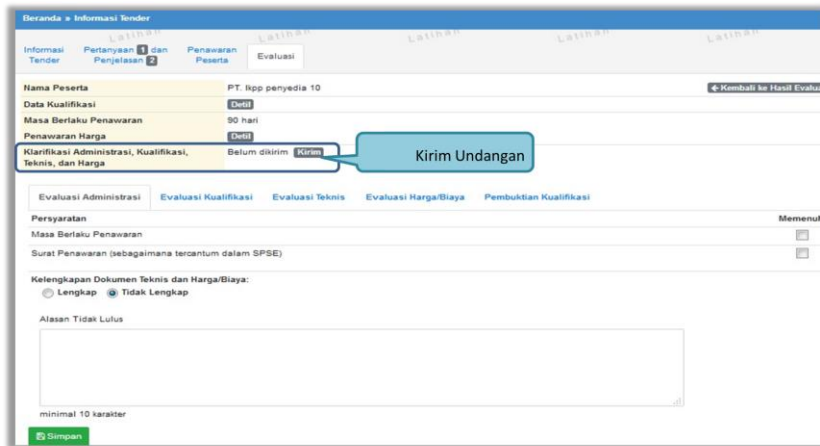 Beranda » Informasi Tender
Latihan Latihan Latihan Latihan Latihan
Informasi Tender
Pertanyaan 1 dan Penjelasan 2
Penawaran Peserta
Evaluasi
Nama Peserta PT. lkpp penyedia 10
Kembali ke Hasil
Data Kualifikasi Detil
Masa Berlaku Penawaran 90 hari
Penawaran Harga Detil
Klarifikasi Administrasi, Kualifikasi, Belum dikirim Kirim
Teknis, dan Harga
Kirim Undangan
Evaluasi Administrasi Evaluasi Kualifikasi Evaluasi Teknis Evaluasi Harga/Biaya Pembuktian Kualifikasi
Persyaratan
Masa Berlaku Penawaran
Surat Penawaran (sebagaimana tercantum dalam SPSE)
Kelengkapan Dokumen Teknis dan Harga/Biaya:
Lengkap Tidak Lengkap
Alasan Tidak Lulus
minimal 10 karakter
Simpan